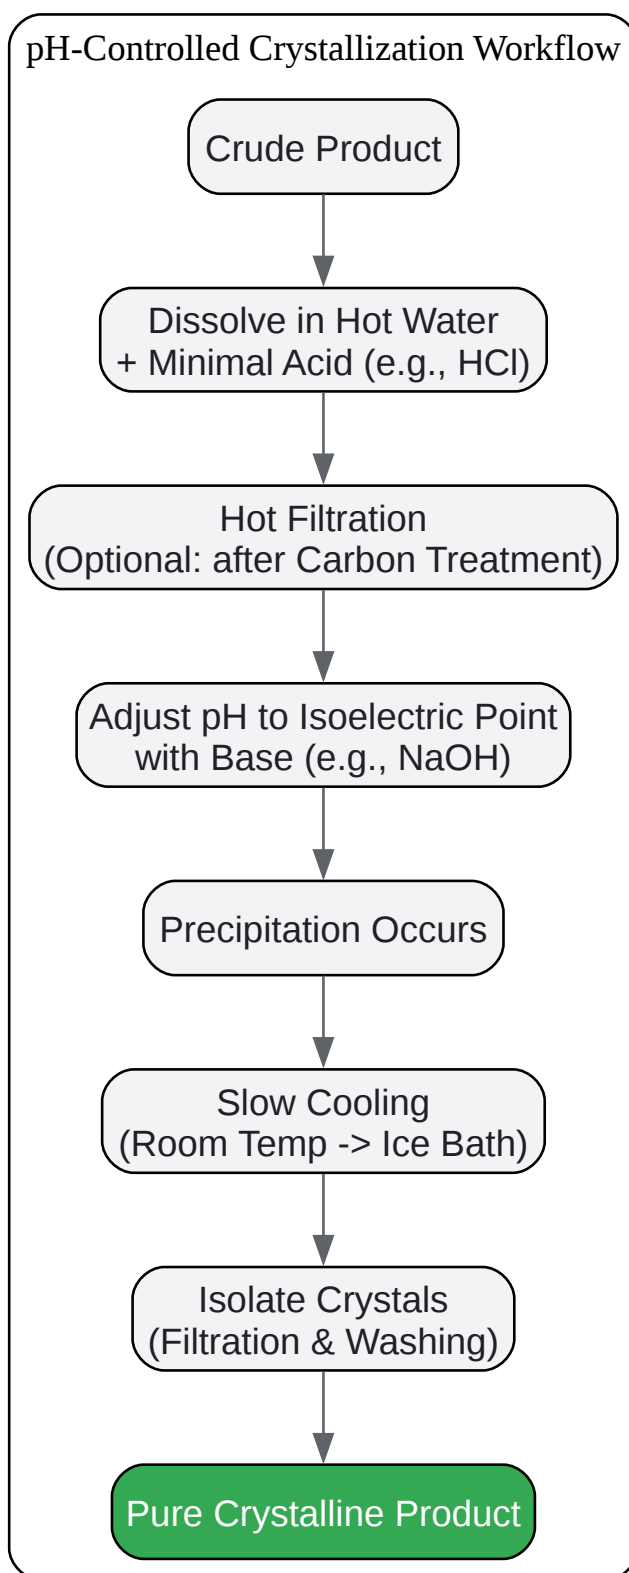 pH-Controlled Crystallization Workflow
Crude Product
Dissolve in Hot Water
+ Minimal Acid (e.g., HCl)
Hot Filtration
(Optional: after Carbon Treatment)
Adjust pH to Isoelectric Point
with Base (e.g., NaOH)
Precipitation Occurs
Slow Cooling
(Room Temp -> Ice Bath)
Isolate Crystals
(Filtration & Washing)
Pure Crystalline Product